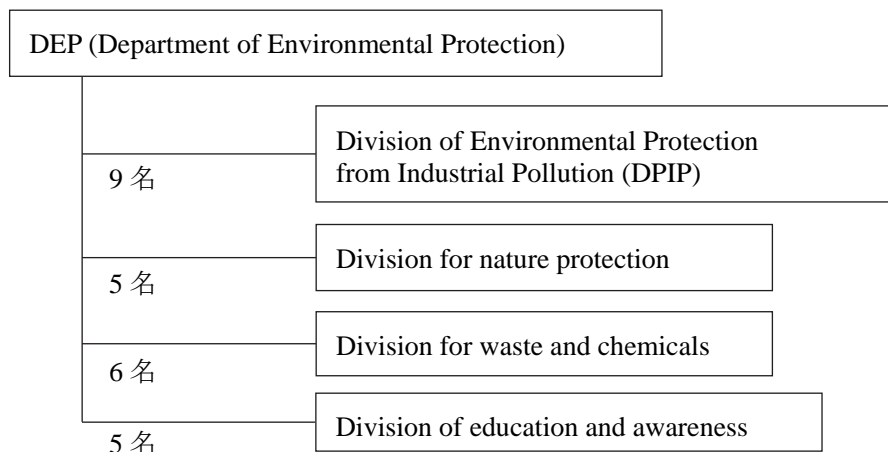 DEP (Department of Environmental Protection)
Division of Environmental Protection
from Industrial Pollution (DPIP)
9 名
Division for nature protection
5 名
Division for waste and chemicals
6 名
Division of education and awareness
5 名